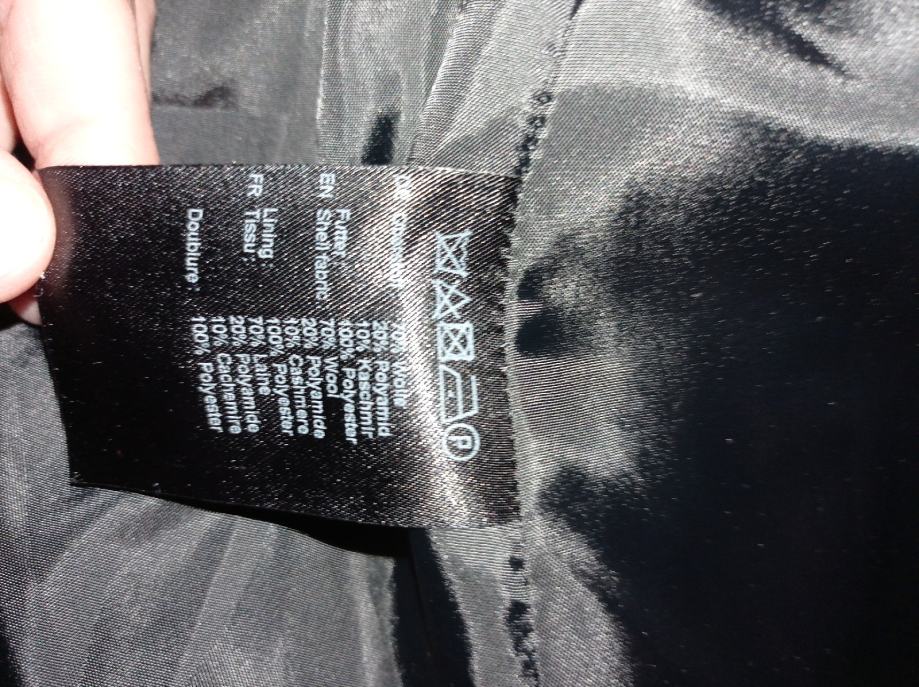 P
DE Oberstoff: 70% Wolle
20% Polyamid
10% Kaschmir
Futter: 100% Polyester
EN Shell fabric: 70% Wool
20% Polyamide
10% Cashmere
Lining: 100% Polyester
FR Tissu: 70% Laine
20% Polyamide
10% Cachemire
Doublure: 100% Polyester